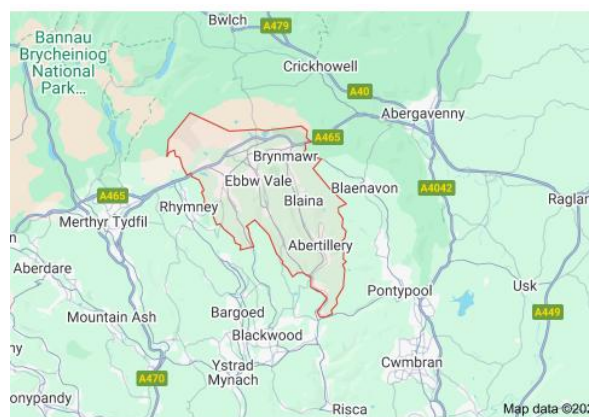 Bwlch
A479
Bannau
Brycheiniog
National
Park...
Crickhowell
A40
Abergavenny
A465
Brynmawr
Ebbw Vale
Blaenavon
A465
A4042
Raglan
Rhymney
Blaina
Merthyr Tydfil
Abertillery
Aberdare
Pontypool
Usk
Mountain Ash
Bargoed
A449
Blackwood
Ystrad
Mynach
Cwmbran
A470
onypandy
Risca
Map data ©202